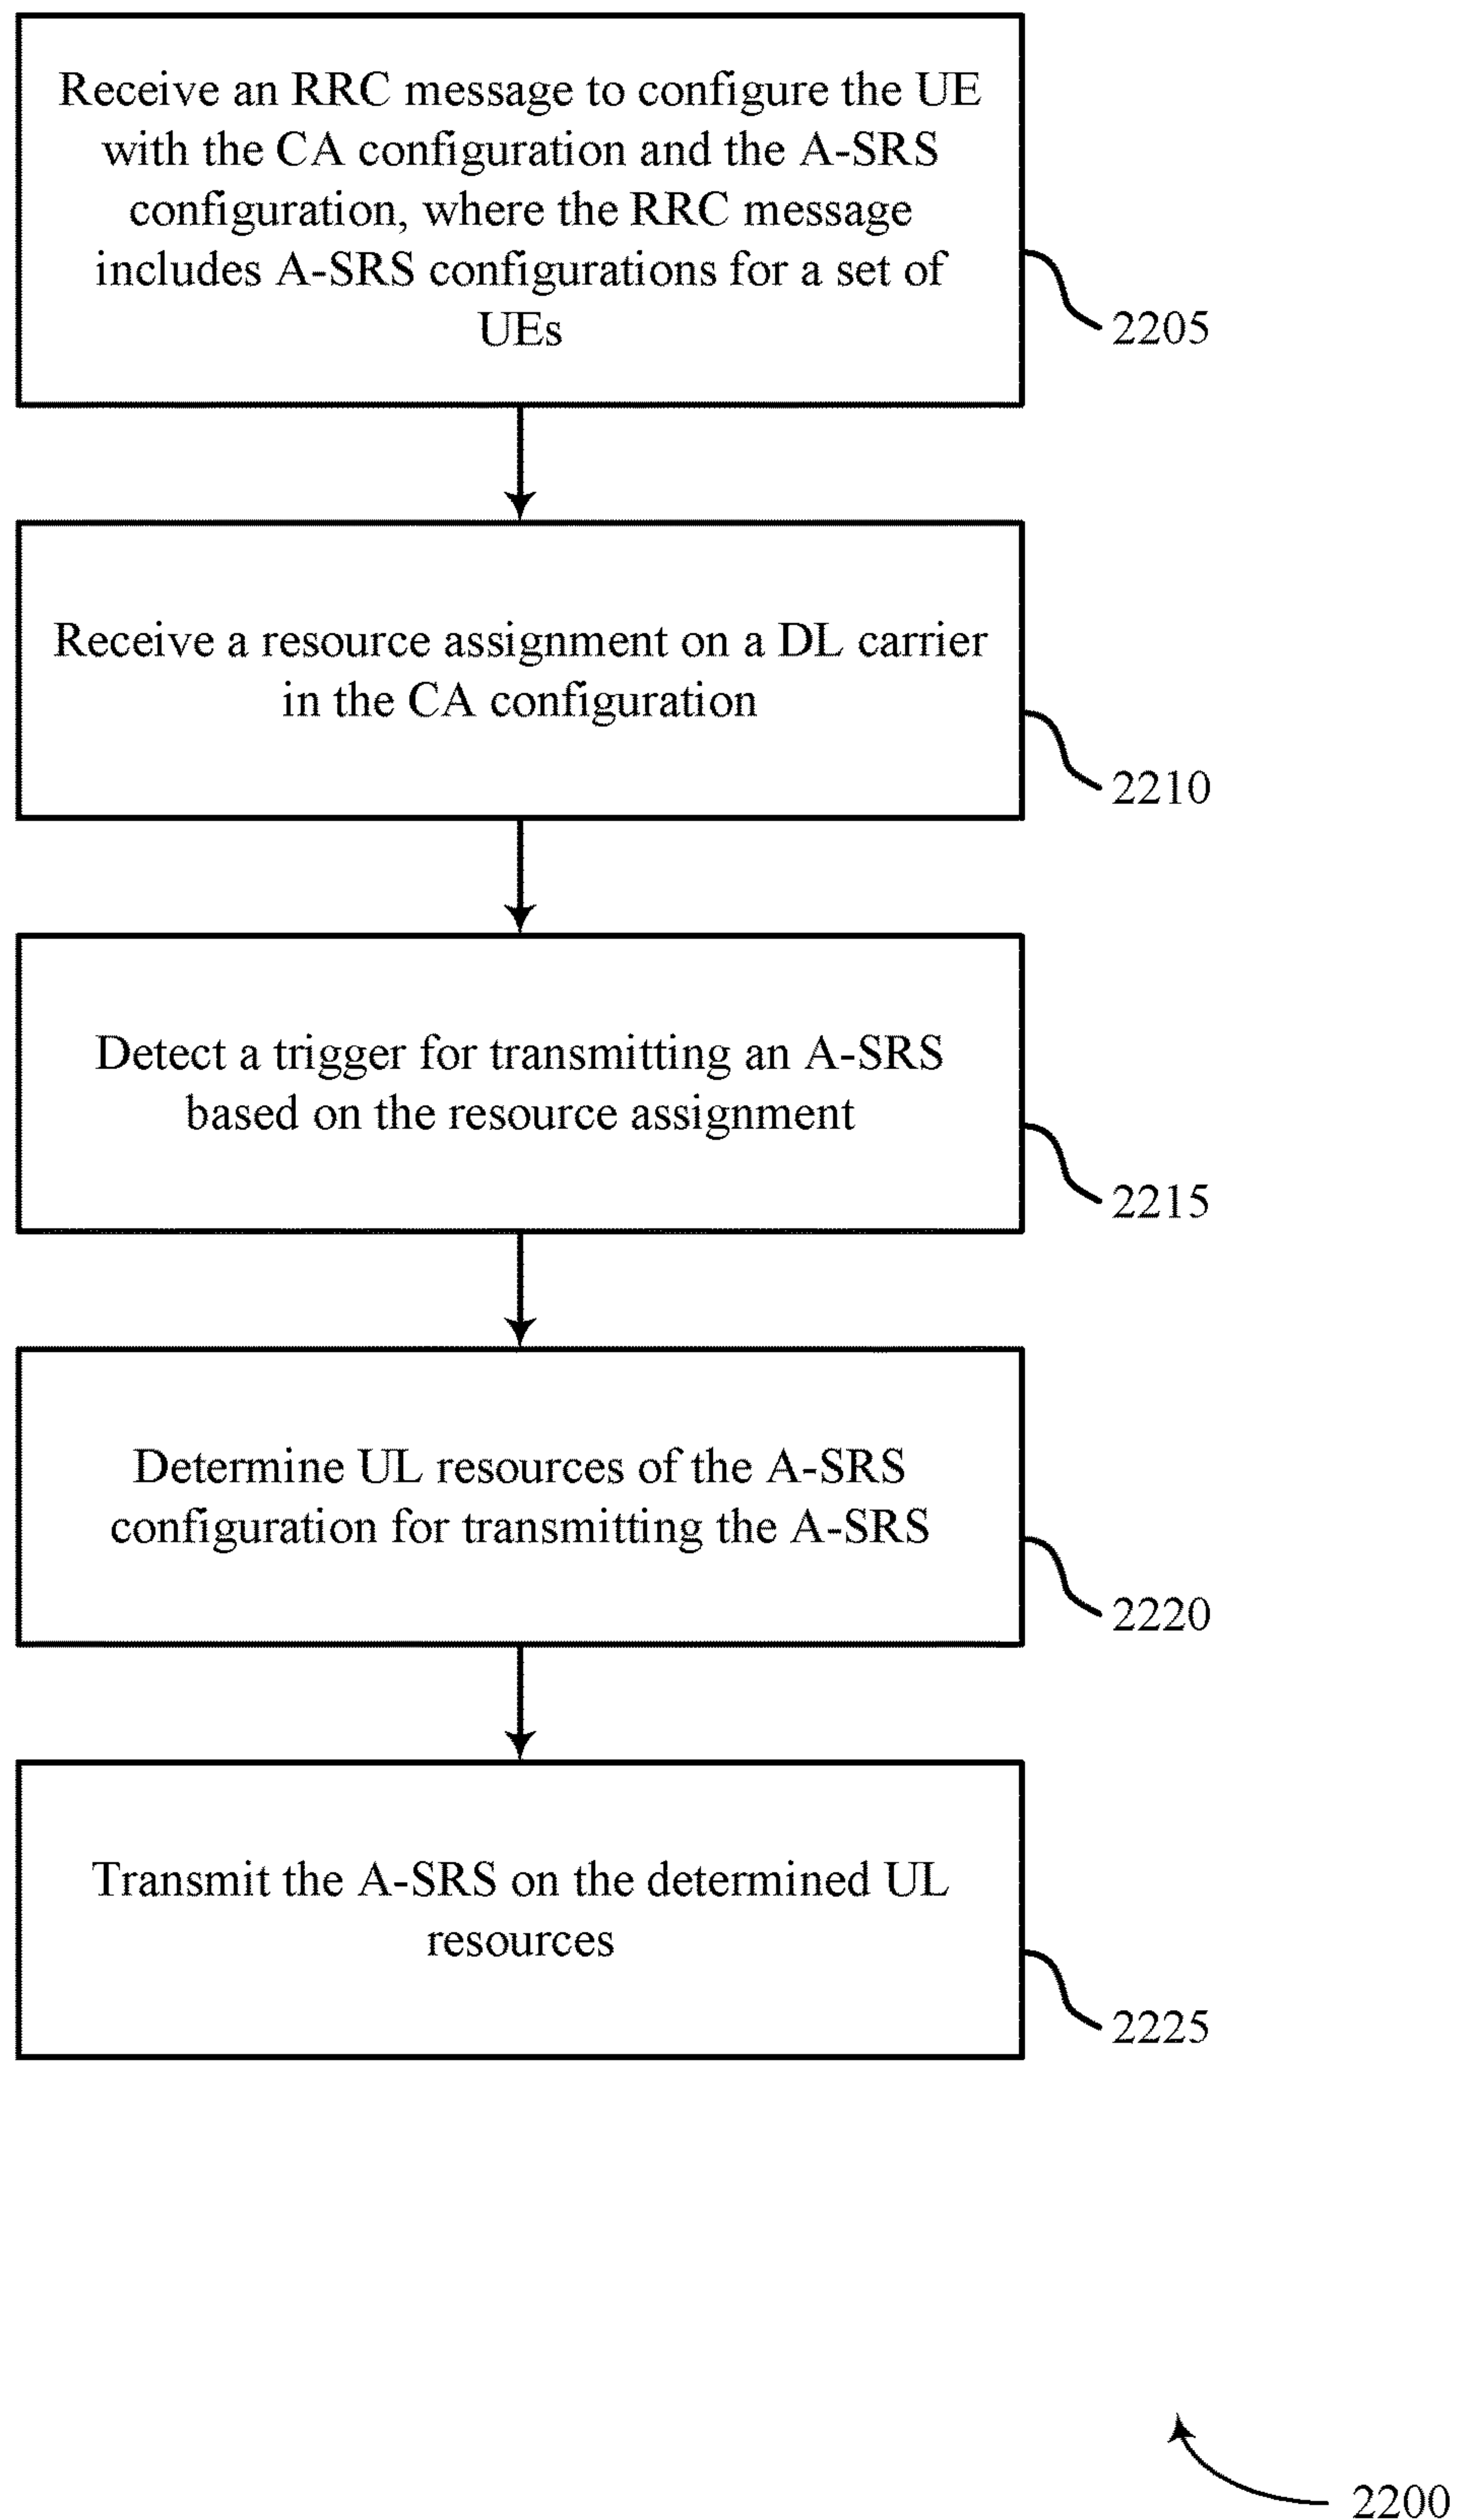 Receive an RRC message to configure the UE
with the CA configuration and the A-SRS
configuration, where the RRC message
includes A-SRS configurations for a set of
UEs
2205
Receive a resource assignment on a DL carrier
in the CA configuration
2210
Detect a trigger for transmitting an A-SRS
based on the resource assignment
2215
Determine UL resources of the A-SRS
configuration for transmitting the A-SRS
2220
Transmit the A-SRS on the determined UL
resources
2225
2200